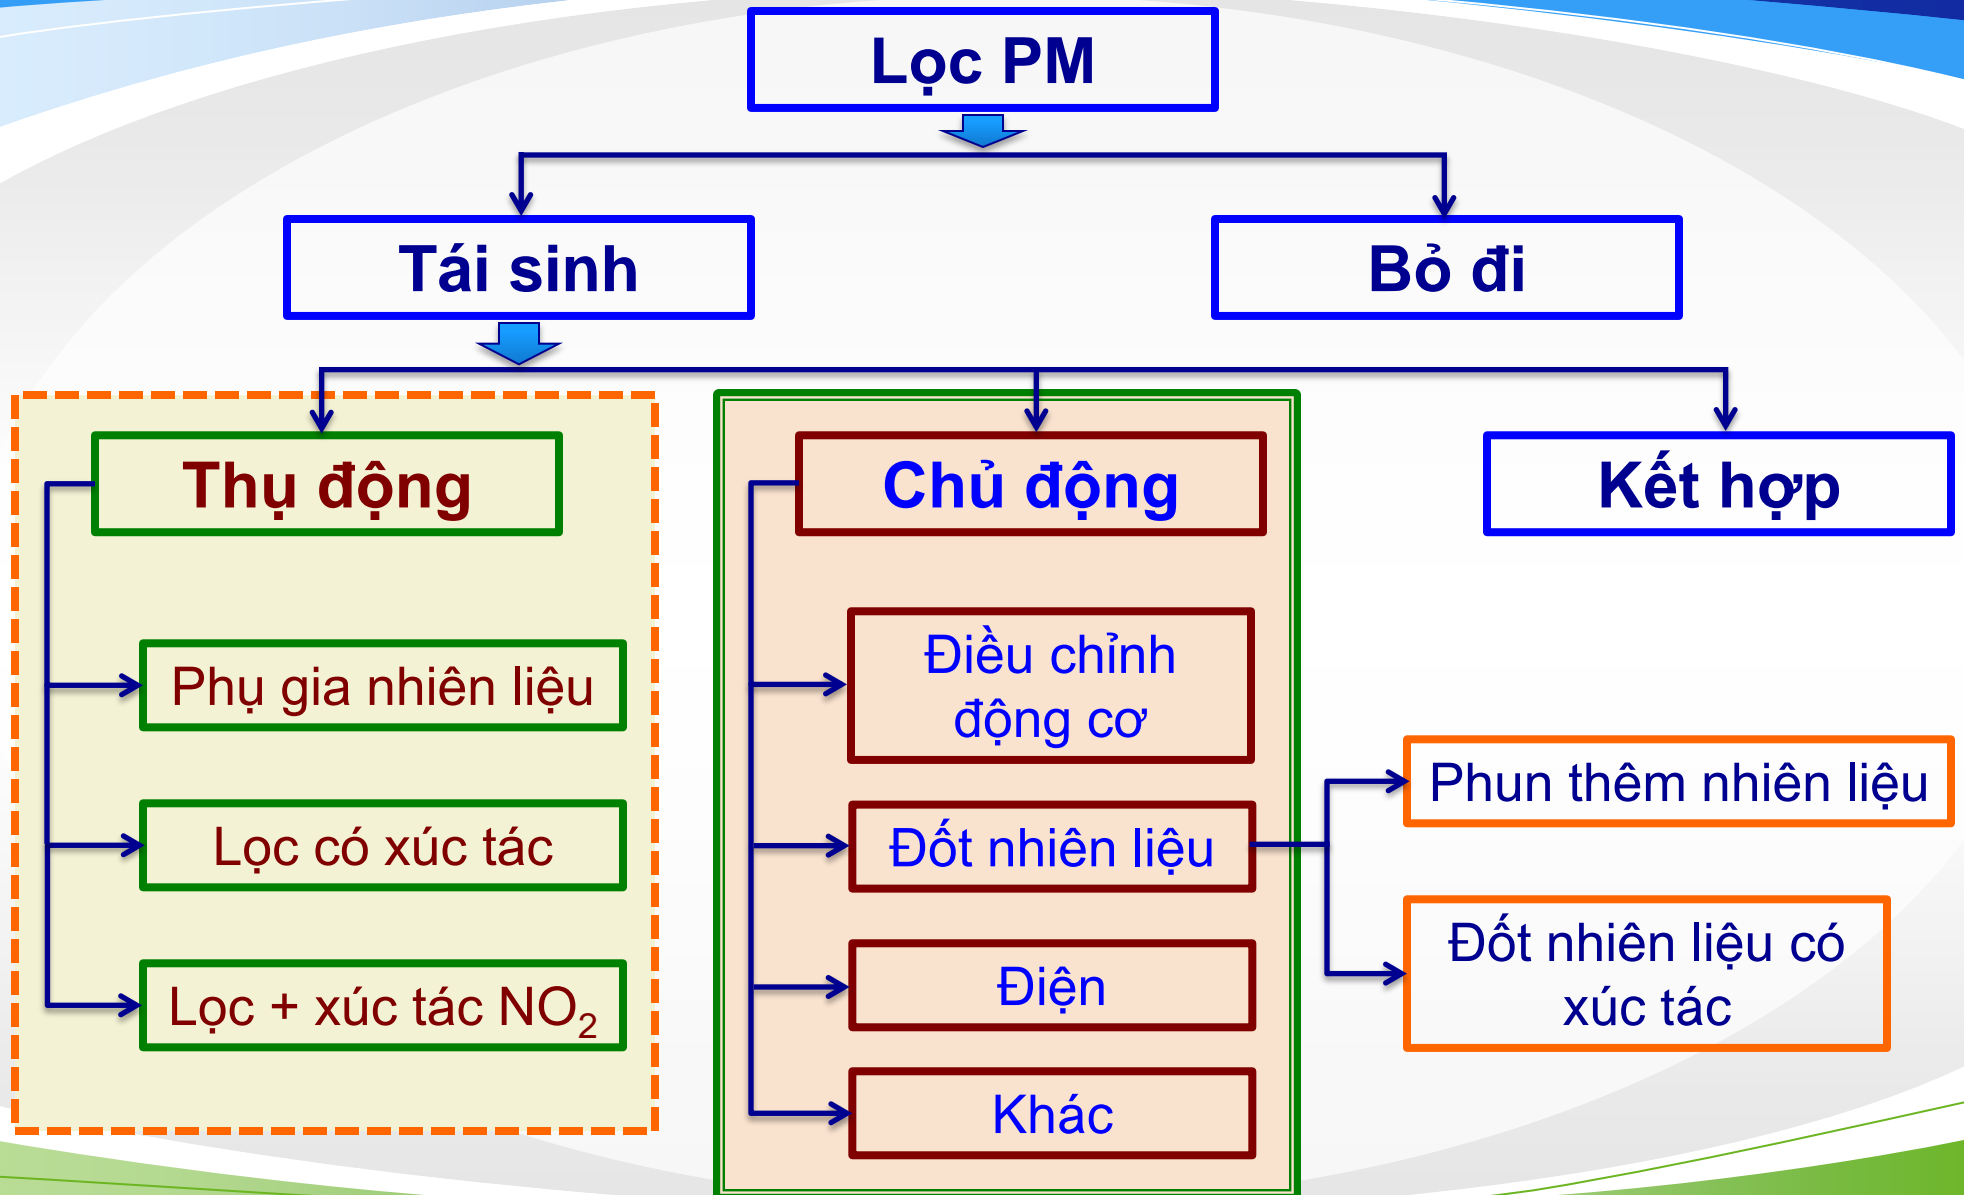 Lọc PM
Tái sinh
Bỏ đi
Thụ động
Chủ động
Kết hợp
Phụ gia nhiên liệu
Lọc có xúc tác
Lọc + xúc tác NO₂
Điều chỉnh
động cơ
Đốt nhiên liệu
Điện
Khác
Phun thêm nhiên liệu
Đốt nhiên liệu có
xúc tác